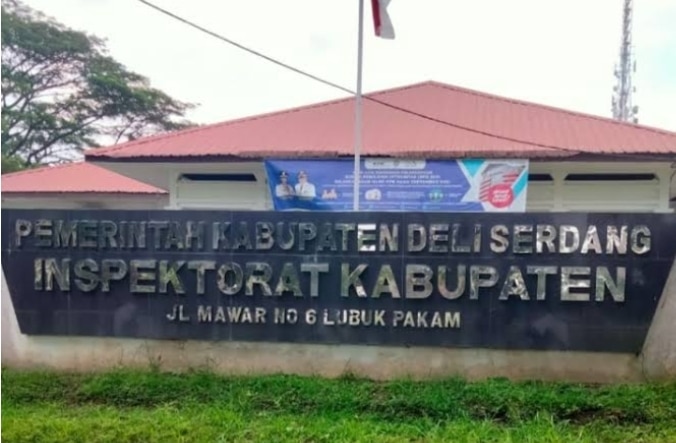 PEMERINTAH KABUPATEN DELI SERDANG
INSPEKTORAT KABUPATEN
JL MAWAR NO 6 LUBUK PAKAM